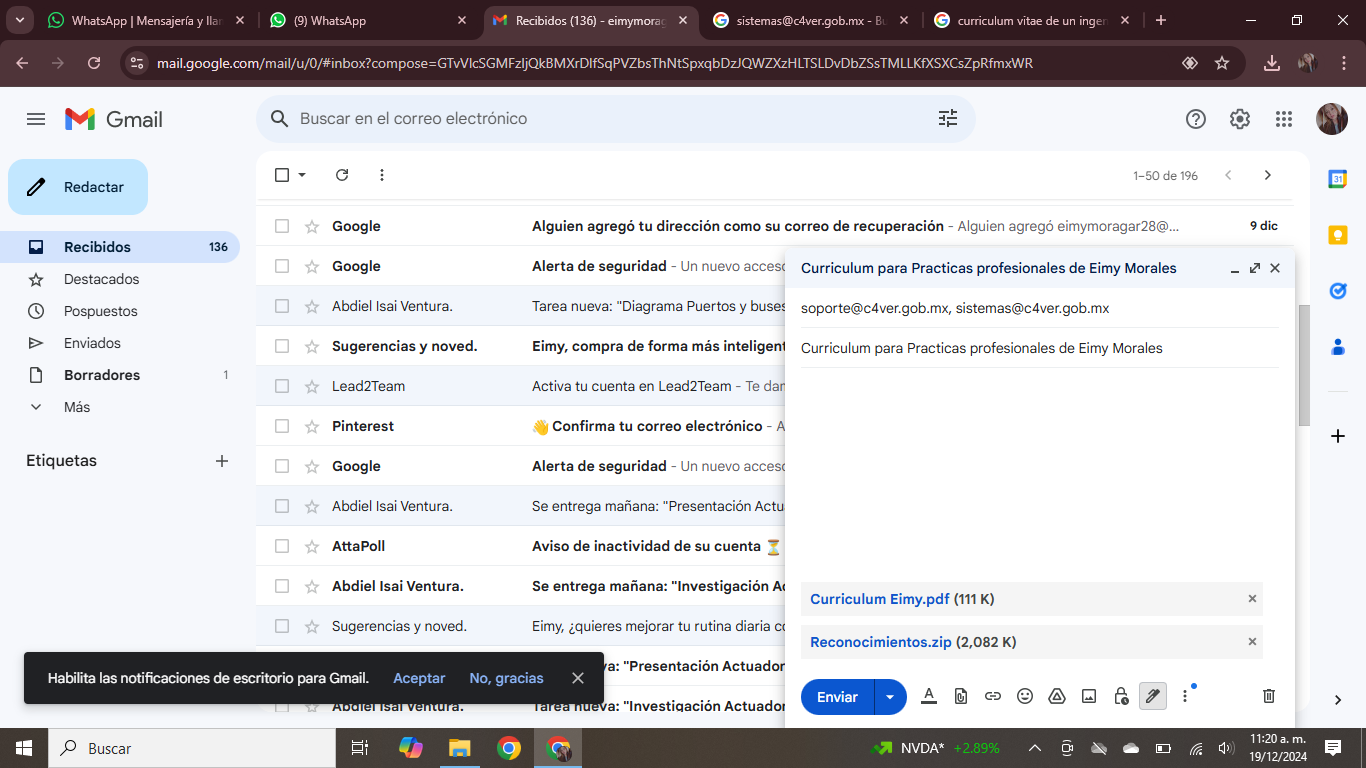 WhatsApp | Mensajería y llar
(9) WhatsApp
Recibidos (136) - eimymorag
sistemas@c4ver.gob.mx - Bu
curriculum vitae de un ingen
mail.google.com/mail/u/0/#inbox?compose=GTvVlcSGMFzljQkBMXrDlfSqPVZbsThNtSpxqbDzJQWZXzHLTSLDvDbZSsTMLLKfXSXCsZpRfmxWR
Gmail
Buscar en el correo electrónico
Redactar
Recibidos 136
Destacados
Pospuestos
Enviados
Borradores 1
Más
Etiquetas
1–50 de 196
Google Alguien agregó tu dirección como su correo de recuperación - Alguien agregó eimymoragar28@... 9 dic
Google Alerta de seguridad - Un nuevo acceso
Abdiel Isai Ventura. Tarea nueva: "Diagrama Puertos y buses
Sugerencias y noved. Eimy, compra de forma más inteligent
Lead2Team Activa tu cuenta en Lead2Team - Te dam
Pinterest 👋 Confirma tu correo electrónico - A
Google Alerta de seguridad - Un nuevo acceso
Abdiel Isai Ventura. Se entrega mañana: "Presentación Actua
AttaPoll Aviso de inactividad de su cuenta ⏳
Abdiel Isai Ventura. Se entrega mañana: "Investigación Ac
Sugerencias y noved. Eimy, ¿quieres mejorar tu rutina diaria co
va: "Presentación Actuador
Abdiel Isai Ventura. Tarea nueva: "Investigación Actuador
Curriculum para Practicas profesionales de Eimy Morales
soporte@c4ver.gob.mx, sistemas@c4ver.gob.mx
Curriculum para Practicas profesionales de Eimy Morales
Curriculum Eimy.pdf (111 K)
Reconocimientos.zip (2,082 K)
Enviar
Habilita las notificaciones de escritorio para Gmail. Aceptar No, gracias
31
Buscar
NVDA* +2.89%
11:20 a. m.
19/12/2024